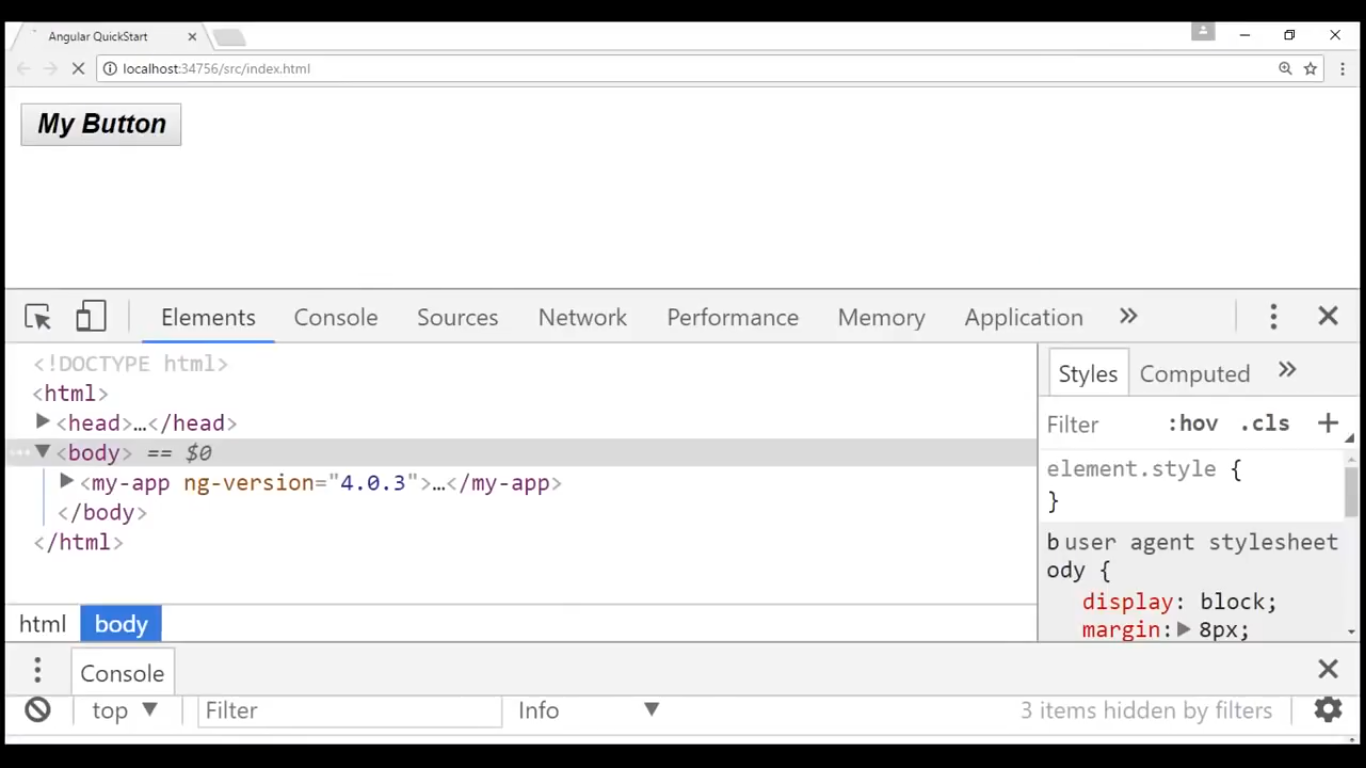 Angular QuickStart
localhost:34756/src/index.html
My Button
Elements Console Sources Network Performance Memory Application »
<!DOCTYPE html>
<html>
<head>…</head>
<body> == $0
<my-app ng-version="4.0.3">…</my-app>
</body>
</html>
html body
Styles Computed »
Filter :hov .cls +
element.style {
}
b user agent stylesheet
ody {
display: block;
margin: 8px;
Console
top Filter Info 3 items hidden by filters